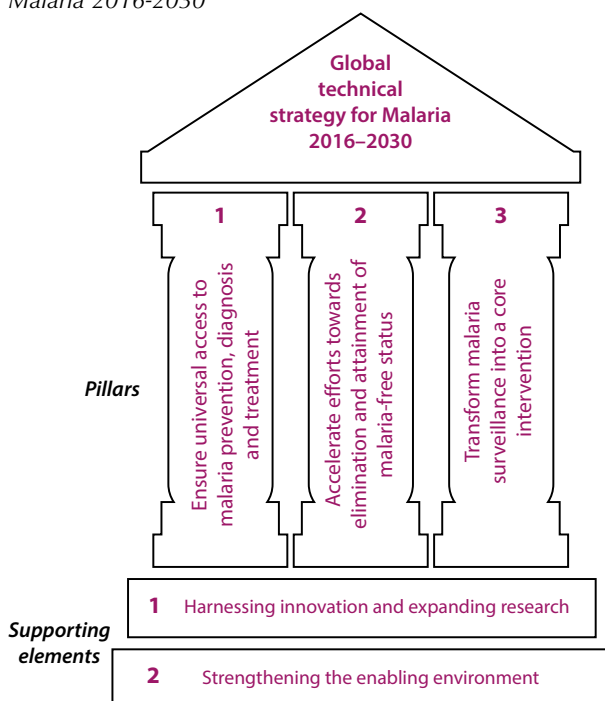 Malaria 2016-2030
Global
technical
strategy for Malaria
2016–2030
1
2
3
Pillars
Ensure universal access to
malaria prevention, diagnosis
and treatment
Accelerate efforts towards
elimination and attainment of
malaria-free status
Transform malaria
surveillance into a core
intervention
1 Harnessing innovation and expanding research
Supporting
elements
2 Strengthening the enabling environment